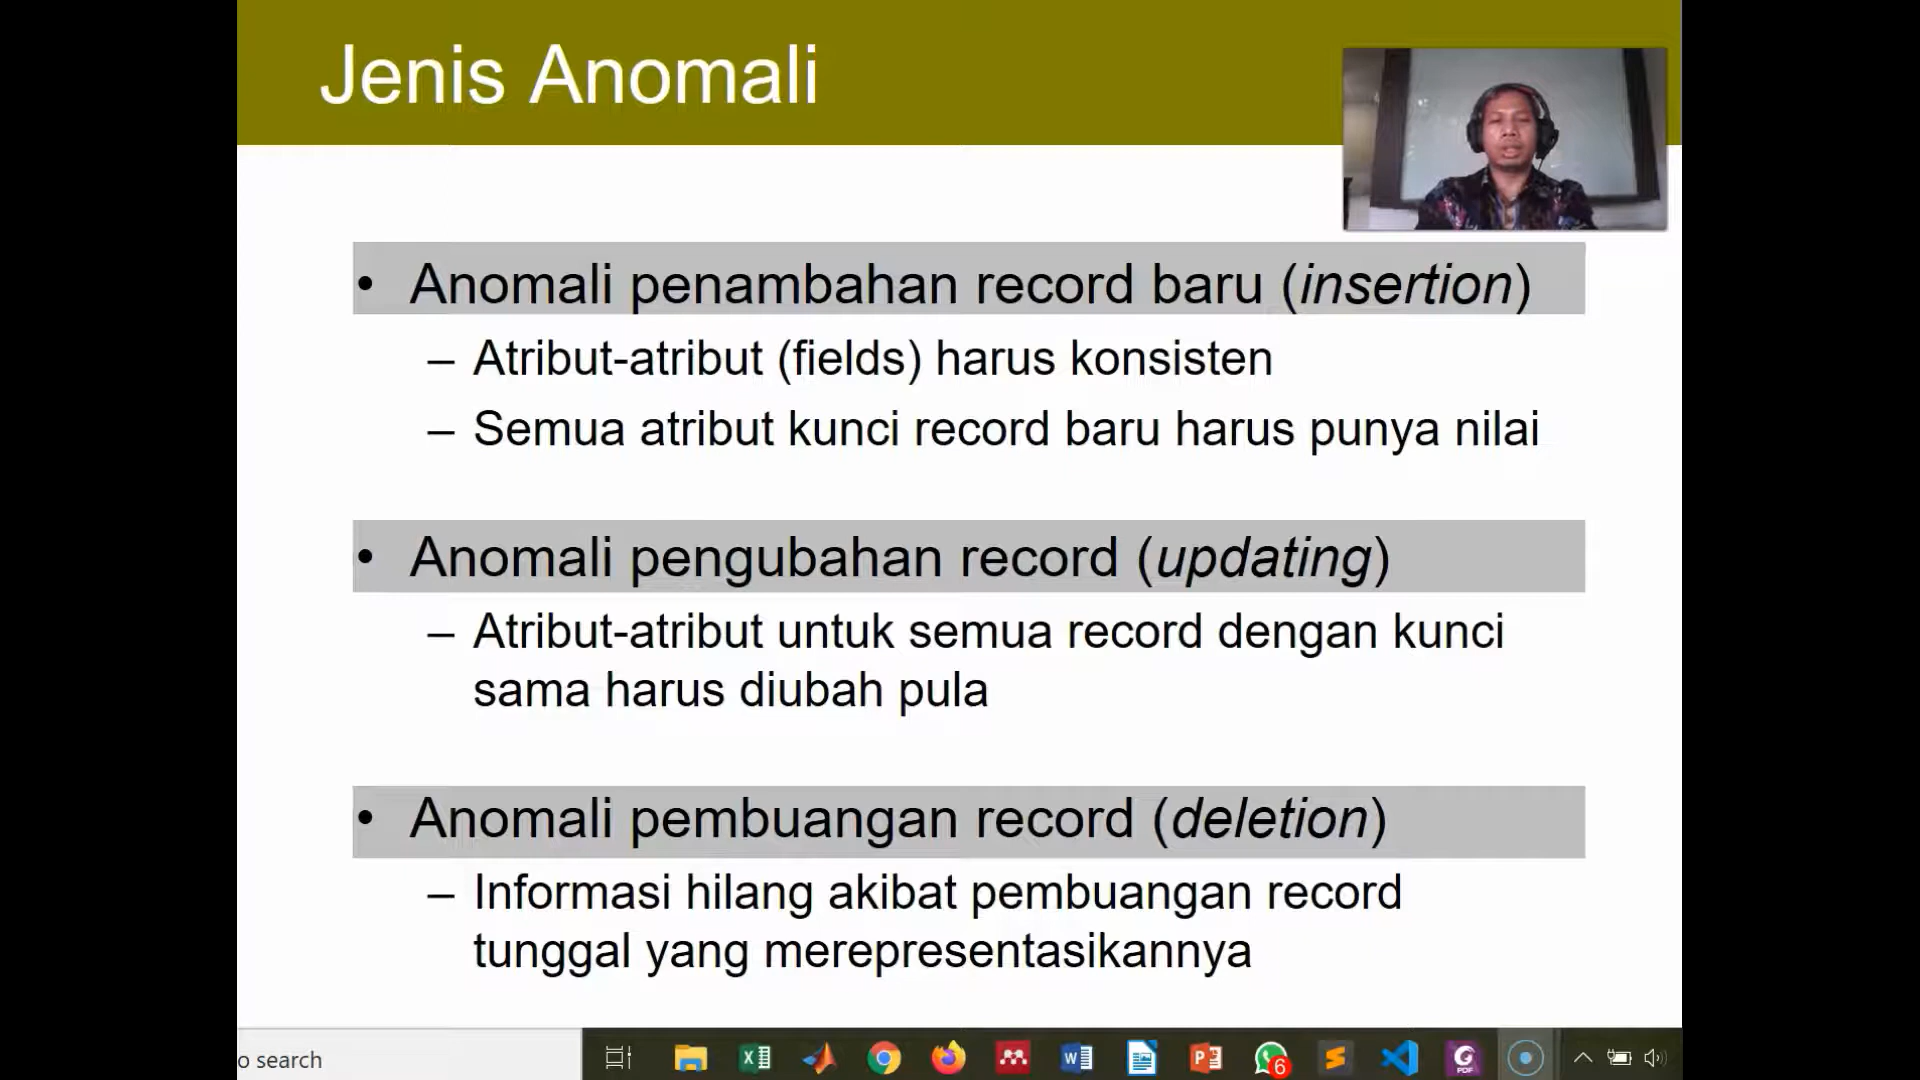 Jenis Anomali
• Anomali penambahan record baru (insertion)
– Atribut-atribut (fields) harus konsisten
– Semua atribut kunci record baru harus punya nilai
• Anomali pengubahan record (updating)
– Atribut-atribut untuk semua record dengan kunci
sama harus diubah pula
• Anomali pembuangan record (deletion)
– Informasi hilang akibat pembuangan record
tunggal yang merepresentasikannya
o search
6
PDF